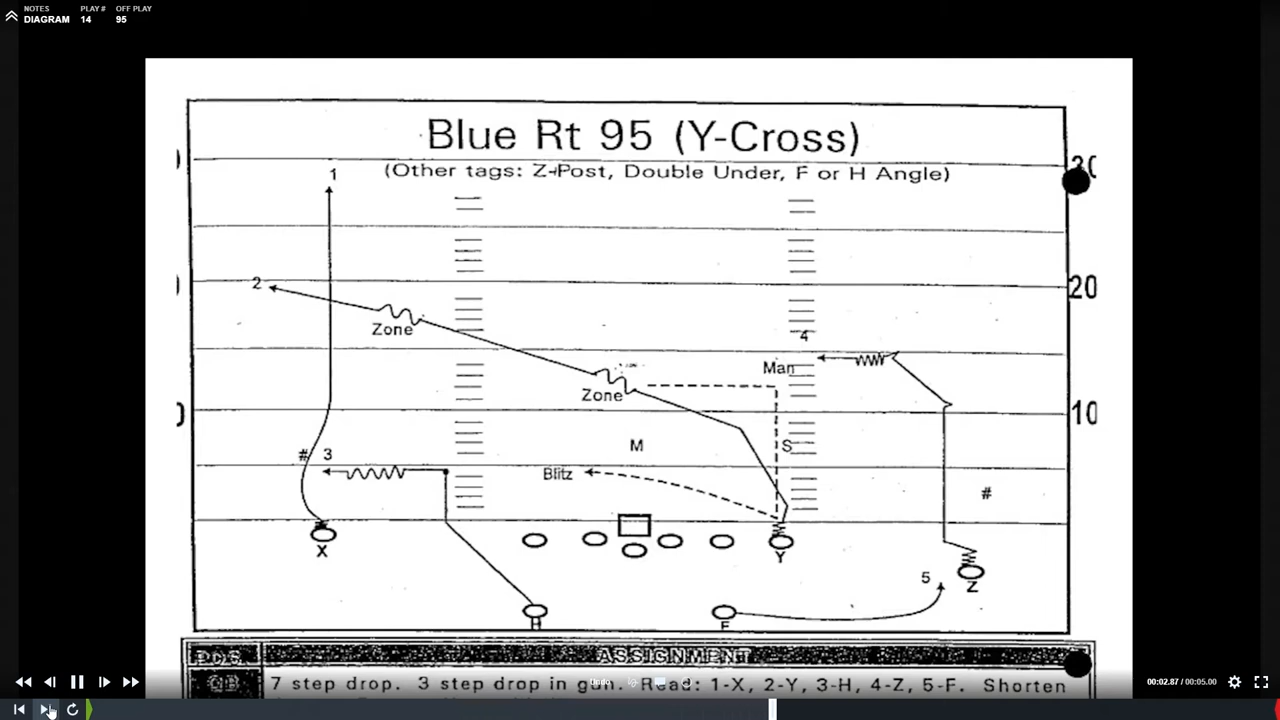 NOTES PLAY # OFF PLAY
DIAGRAM 14 95
Blue Rt 95 (Y-Cross)
(Other tags: Z-Post, Double Under, F or H Angle)
1
30
2
20
Zone
4
Man
Zone
10
M
S
# 3
Blitz
#
X
Y
5
Z
H
F
POS. ASSIGNMENT
QB 7 step drop. 3 step drop in gun. Read: 1-X, 2-Y, 3-H, 4-Z, 5-F. Shorten
00:02.87 / 00:05.00